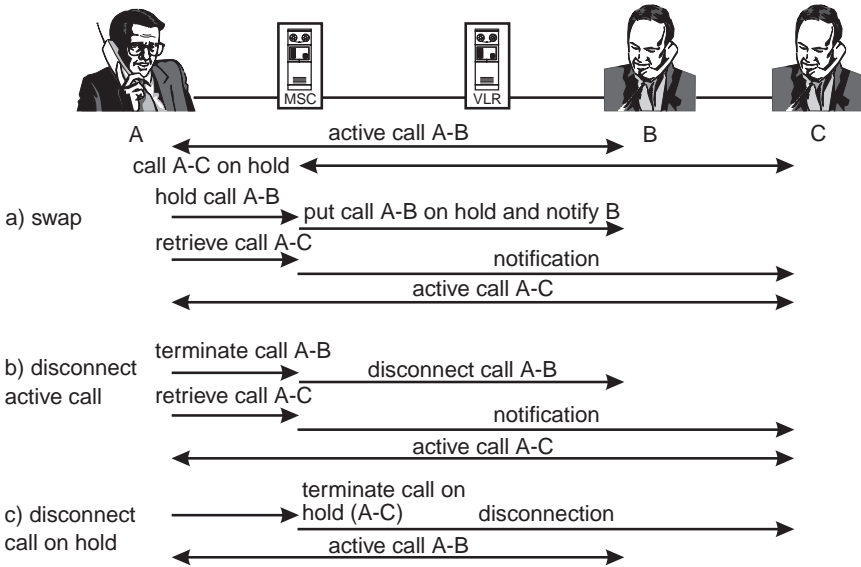 MSC
VLR
A
active call A-B
B
C
call A-C on hold
hold call A-B
a) swap
put call A-B on hold and notify B
retrieve call A-C
notification
active call A-C
terminate call A-B
b) disconnect
active call
disconnect call A-B
retrieve call A-C
notification
active call A-C
terminate call on
hold (A-C)
disconnection
c) disconnect
call on hold
active call A-B